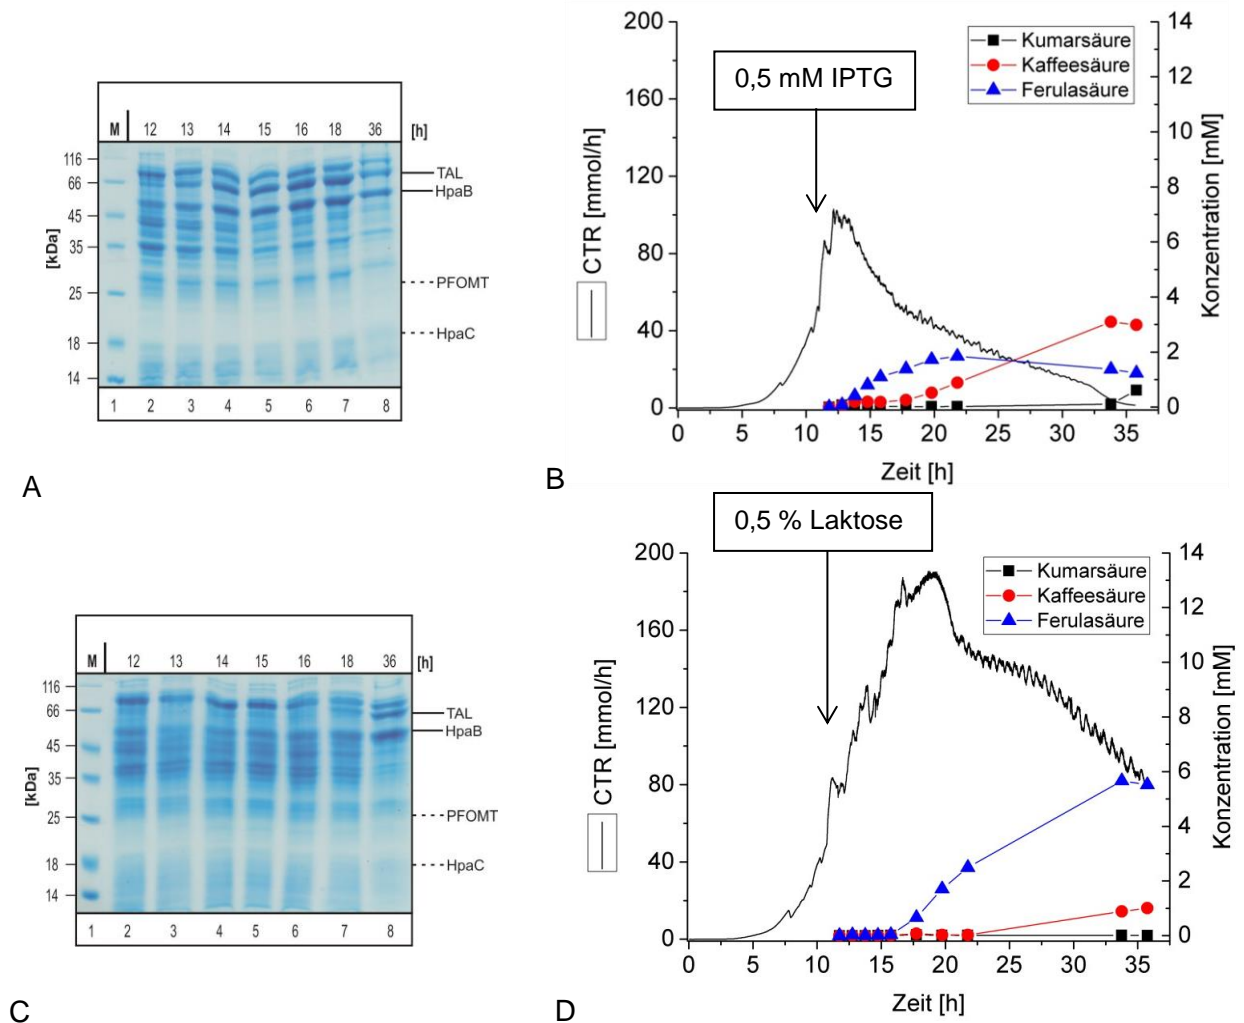 M 12 13 14 15 16 18 36 [h]
116
66
45
35
25
18
14
[kDa]
TAL
HpaB
PFOMT
HpaC
1 2 3 4 5 6 7 8
A
0,5 mM IPTG
Kumarsäure
Kaffeesäure
Ferulasäure
200
160
120
80
40
0
CTR [mmol/h]
14
12
10
8
6
4
2
0
Konzentration [mM]
0 5 10 15 20 25 30 35
Zeit [h]
B
M 12 13 14 15 16 18 36 [h]
116
66
45
35
25
18
14
[kDa]
TAL
HpaB
PFOMT
HpaC
1 2 3 4 5 6 7 8
C
0,5 % Laktose
Kumarsäure
Kaffeesäure
Ferulasäure
200
160
120
80
40
0
CTR [mmol/h]
14
12
10
8
6
4
2
0
Konzentration [mM]
0 5 10 15 20 25 30 35
Zeit [h]
D